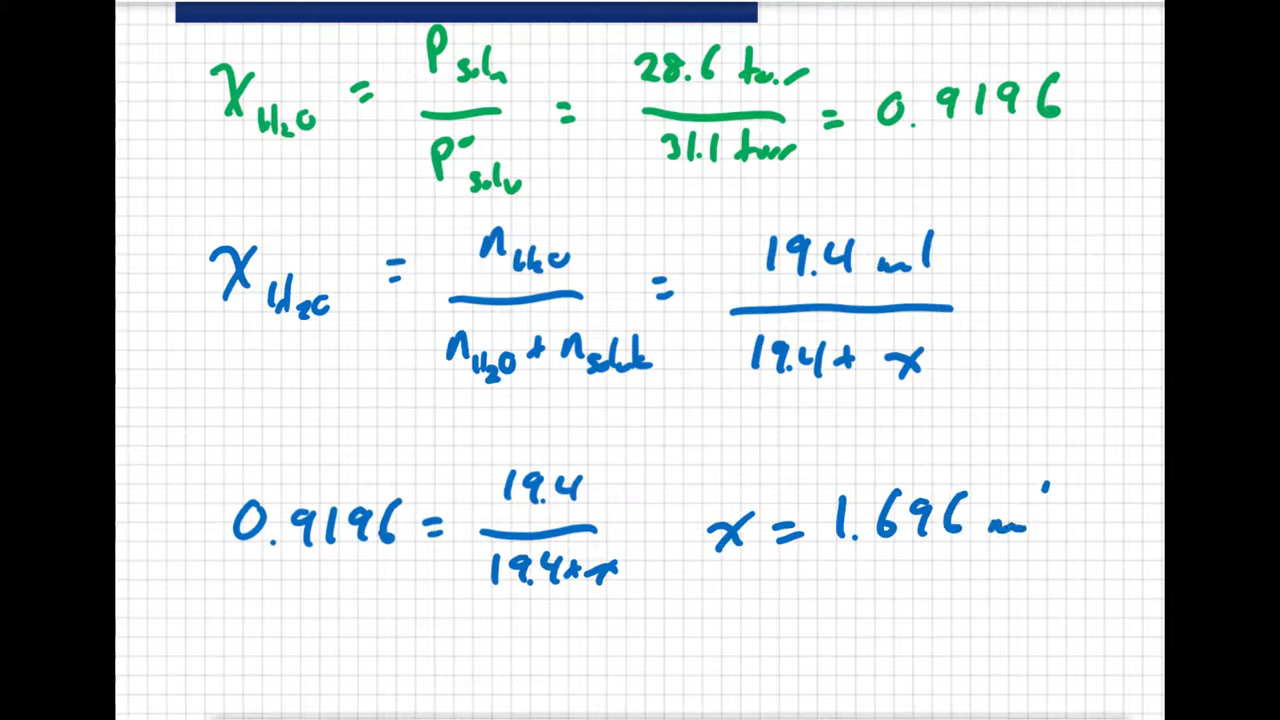 χH₂O = Psoln / P°solv = 28.6 torr / 31.1 torr = 0.9196
χH₂O = nH₂O / nH₂O + nsolute = 19.4 mol / 19.4 + x
0.9196 = 19.4 / 19.4 + x x = 1.696 m